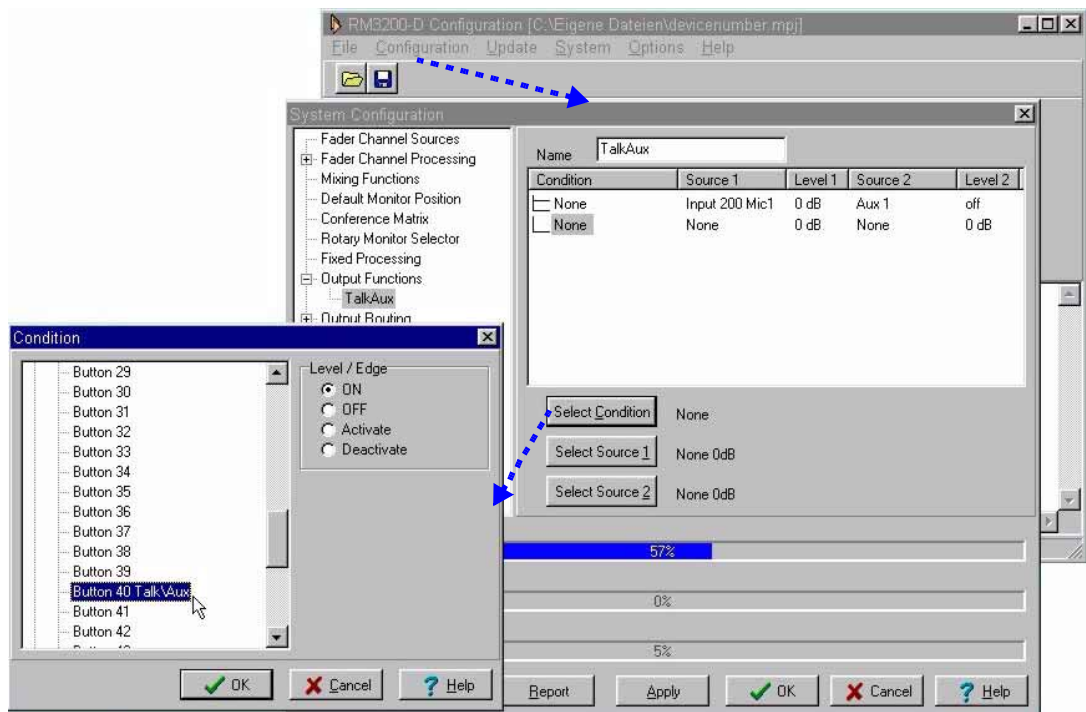 RM3200-D Configuration [C:\Eigene Dateien\devicenumber.mpj]
File Configuration Update System Options Help
System Configuration
Fader Channel Sources
Fader Channel Processing
Mixing Functions
Default Monitor Position
Conference Matrix
Rotary Monitor Selector
Fixed Processing
Output Functions
TalkAux
Output Routing
Name TalkAux
Condition Source 1 Level 1 Source 2 Level 2
None Input 200 Mic1 0 dB Aux 1 off
None None 0 dB None 0 dB
Select Condition None
Select Source 1 None 0dB
Select Source 2 None 0dB
57%
0%
5%
Report Apply OK Cancel Help
Condition
Button 29
Button 30
Button 31
Button 32
Button 33
Button 34
Button 35
Button 36
Button 37
Button 38
Button 39
Button 40 Talk\Aux
Button 41
Button 42
Level / Edge
ON
OFF
Activate
Deactivate
OK Cancel Help